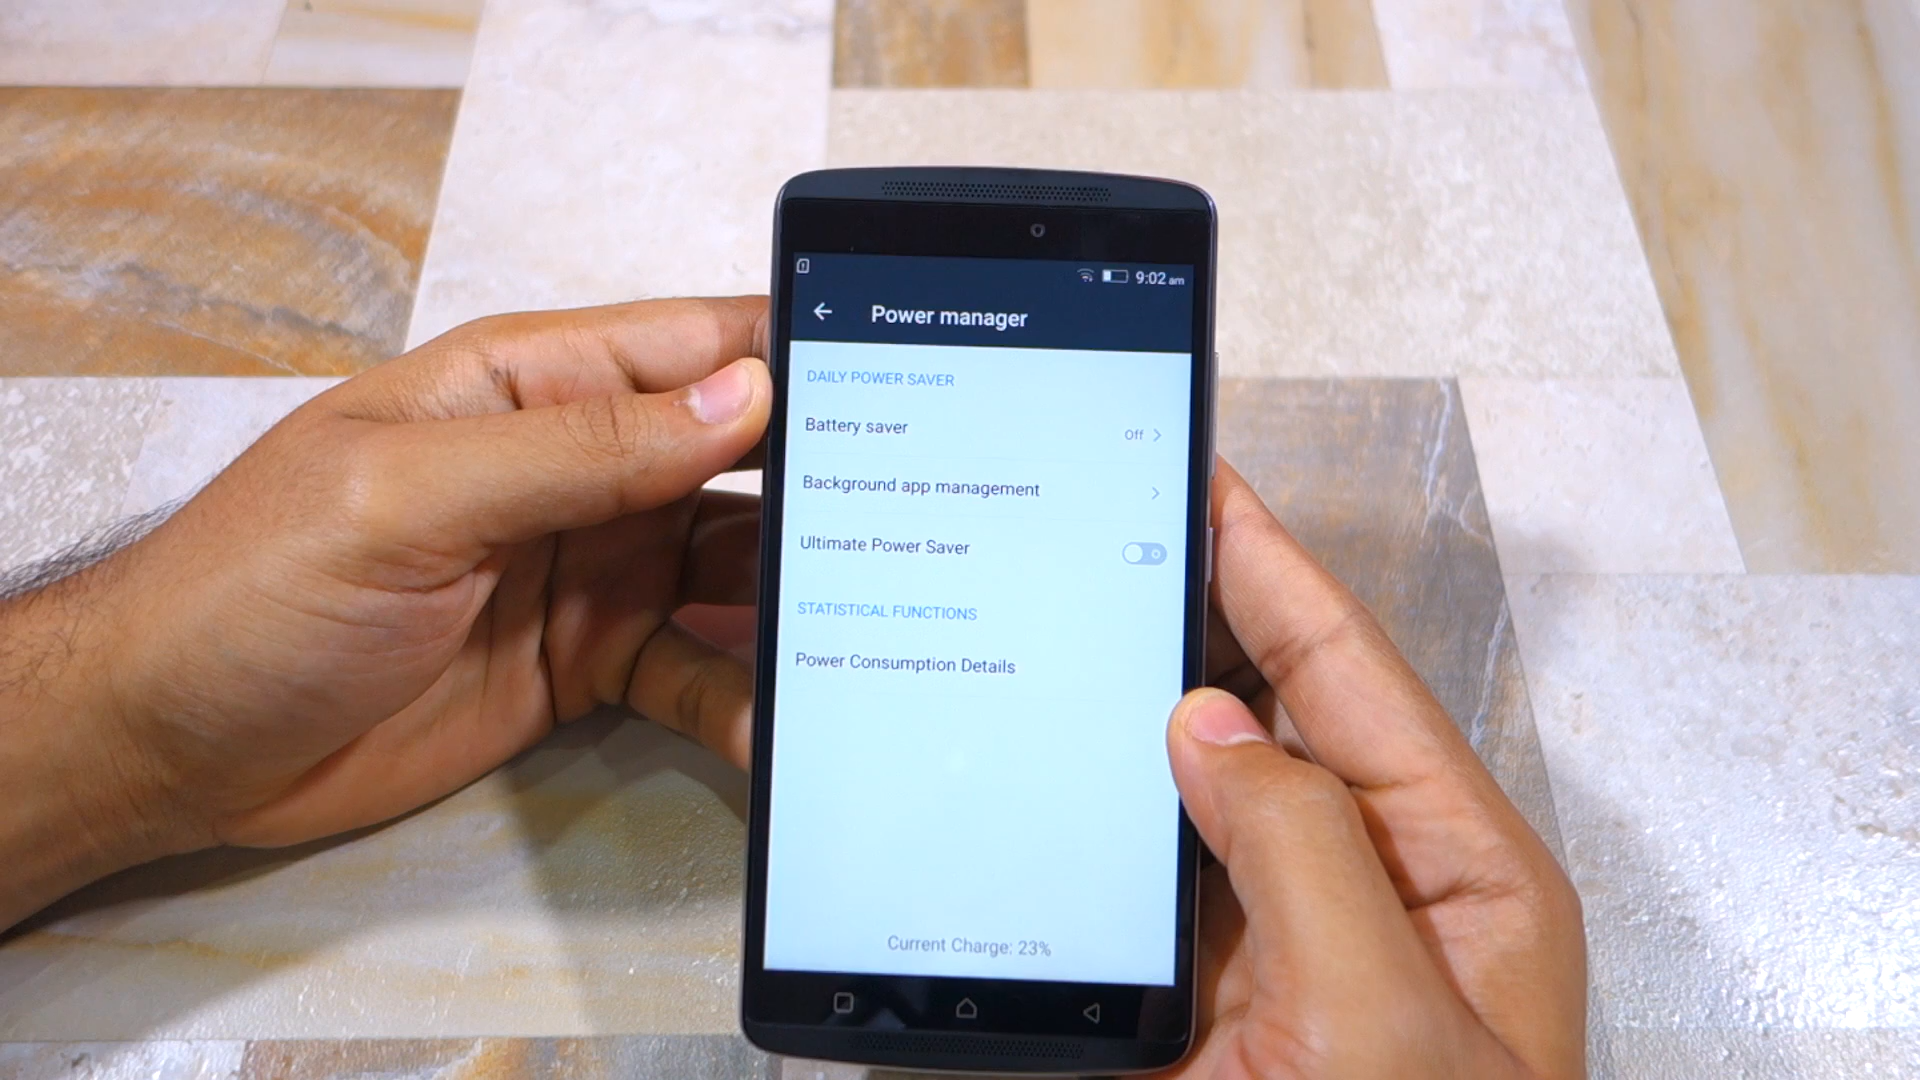 9:02 am
Power manager
DAILY POWER SAVER
Battery saver Off
Background app management
Ultimate Power Saver
STATISTICAL FUNCTIONS
Power Consumption Details
Current Charge: 23%